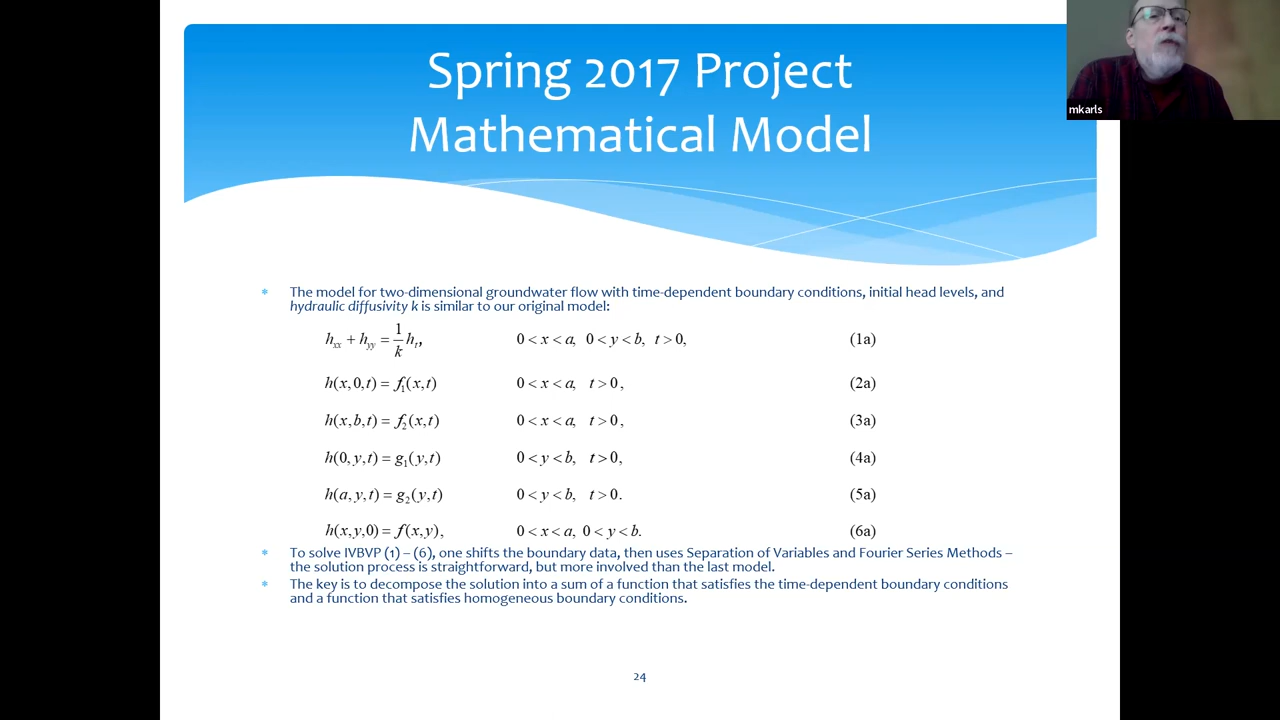 Spring 2017 Project
Mathematical Model
mkarls
* The model for two-dimensional groundwater flow with time-dependent boundary conditions, initial head levels, and
hydraulic diffusivity k is similar to our original model:
h_xx + h_yy = 1/k h_t, 0 < x < a, 0 < y < b, t > 0, (1a)
h(x,0,t) = f₁(x,t) 0 < x < a, t > 0, (2a)
h(x,b,t) = f₂(x,t) 0 < x < a, t > 0, (3a)
h(0,y,t) = g₁(y,t) 0 < y < b, t > 0, (4a)
h(a,y,t) = g₂(y,t) 0 < y < b, t > 0. (5a)
h(x,y,0) = f(x,y), 0 < x < a, 0 < y < b. (6a)
* To solve IVBVP (1) – (6), one shifts the boundary data, then uses Separation of Variables and Fourier Series Methods –
the solution process is straightforward, but more involved than the last model.
* The key is to decompose the solution into a sum of a function that satisfies the time-dependent boundary conditions
and a function that satisfies homogeneous boundary conditions.
24